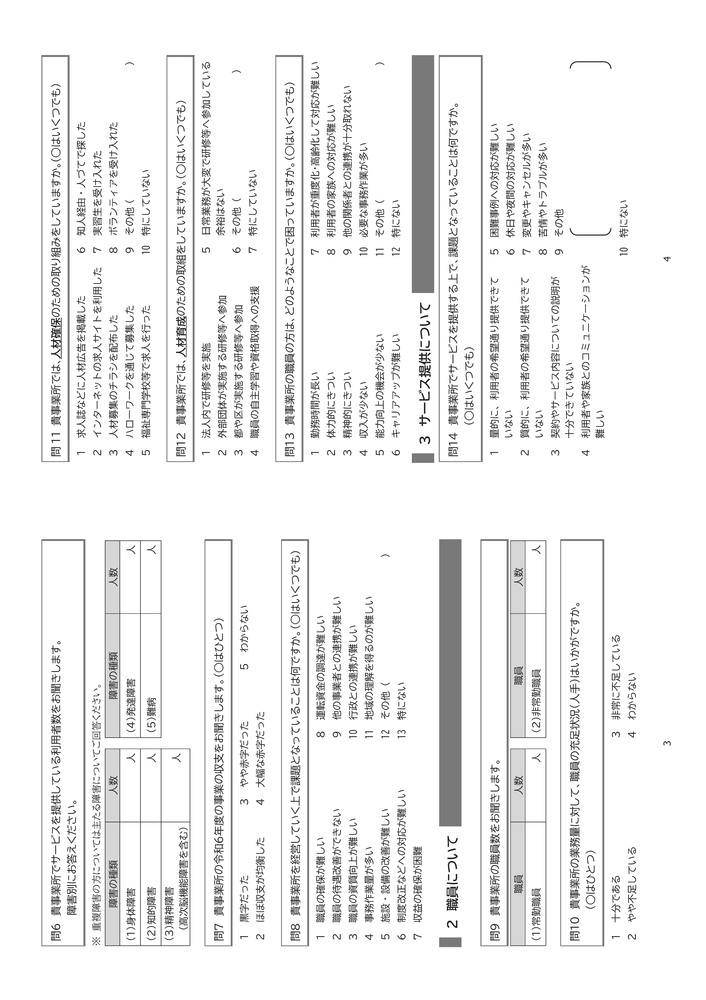 問6　貴事業所でサービスを提供している利用者数をお聞きします。
障害別にお答えください。
※ 重複障害の方については主たる障害についてご回答ください。
障害の種類　人数
(1)身体障害　人
(2)知的障害　人
(3)精神障害
(高次脳機能障害を含む)　人
障害の種類　人数
(4)発達障害　人
(5)難病　人
問7　貴事業所の令和6年度の事業の収支をお聞きします。(○はひとつ)
1　黒字だった
2　ほぼ収支が均衡した
3　やや赤字だった
4　大幅な赤字だった
5　わからない
問8　貴事業所を経営していく上で課題となっていることは何ですか。(○はいくつでも)
1　職員の確保が難しい
2　職員の待遇改善ができない
3　職員の資質向上が難しい
4　事務作業量が多い
5　施設・設備の改善が難しい
6　制度改正などへの対応が難しい
7　収益の確保が困難
8　運転資金の調達が難しい
9　他の事業者との連携が難しい
10　行政との連携が難しい
11　地域の理解を得るのが難しい
12　その他（　　　）
13　特にない
2　職員について
問9　貴事業所の職員数をお聞きします。
職員　人数
(1)常勤職員　人
職員　人数
(2)非常勤職員　人
問10　貴事業所の業務量に対して、職員の充足状況(人手)はいかがですか。
(○はひとつ)
1　十分である
2　やや不足している
3　非常に不足している
4　わからない
3
問11　貴事業所では、人材確保のための取り組みをしていますか。(○はいくつでも)
1　求人誌などに人材広告を掲載した
2　インターネットの求人サイトを利用した
3　人材募集のチラシを配布した
4　ハローワークを通じて募集した
5　福祉専門学校等で求人を行った
6　知人経由・人づてで探した
7　実習生を受け入れた
8　ボランティアを受け入れた
9　その他（　　　）
10　特にしていない
問12　貴事業所では、人材育成のための取組をしていますか。(○はいくつでも)
1　法人内で研修等を実施
2　外部団体が実施する研修等へ参加
3　都や区が実施する研修等へ参加
4　職員の自主学習や資格取得への支援
5　日常業務が大変で研修等へ参加している
余裕はない
6　その他（　　　）
7　特にしていない
問13　貴事業所の職員の方は、どのようなことで困っていますか。(○はいくつでも)
1　勤務時間が長い
2　体力的にきつい
3　精神的にきつい
4　収入が少ない
5　能力向上の機会が少ない
6　キャリアアップが難しい
7　利用者が重度化・高齢化して対応が難しい
8　利用者の家族への対応が難しい
9　他の関係者との連携が十分取れない
10　必要な事務作業が多い
11　その他（　　　）
12　特にない
3　サービス提供について
問14　貴事業所でサービスを提供する上で、課題となっていることは何ですか。
(○はいくつでも)
1　量的に、利用者の希望通り提供できて
いない
2　質的に、利用者の希望通り提供できて
いない
3　契約やサービス内容についての説明が
十分できていない
4　利用者や家族とのコミュニケーションが
難しい
5　困難事例への対応が難しい
6　休日や夜間の対応が難しい
7　変更やキャンセルが多い
8　苦情やトラブルが多い
9　その他
10　特にない
4